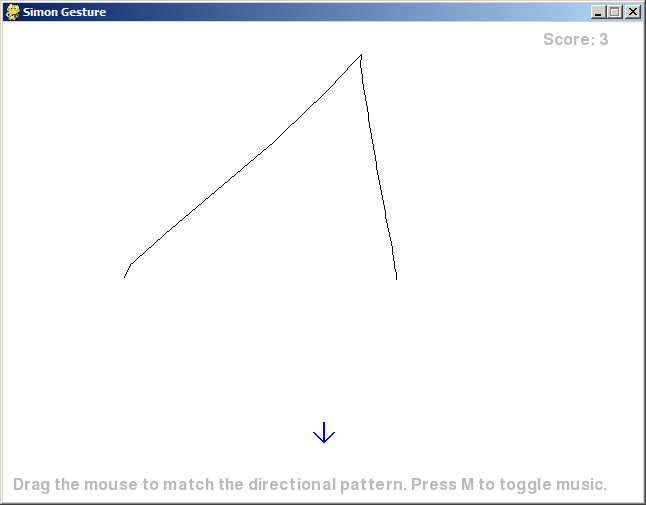 Simon Gesture
Score: 3
Drag the mouse to match the directional pattern. Press M to toggle music.